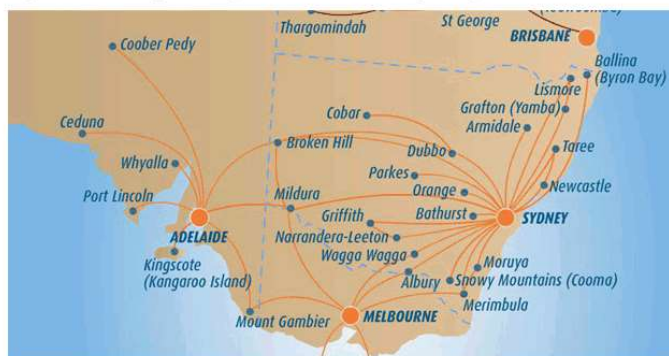 Thargomindah
St George
BRISBANE
Coober Pedy
Ballina
(Byron Bay)
Lismore
Grafton (Yamba)
Armidale
Cobar
Ceduna
Broken Hill
Dubbo
Taree
Whyalla
Parkes
Newcastle
Port Lincoln
Mildura
Orange
Griffith
Bathurst
SYDNEY
ADELAIDE
Narrandera-Leeton
Wagga Wagga
Moruya
Kingscote
(Kangaroo Island)
Albury
Snowy Mountains (Cooma)
Merimbula
Mount Gambier
MELBOURNE